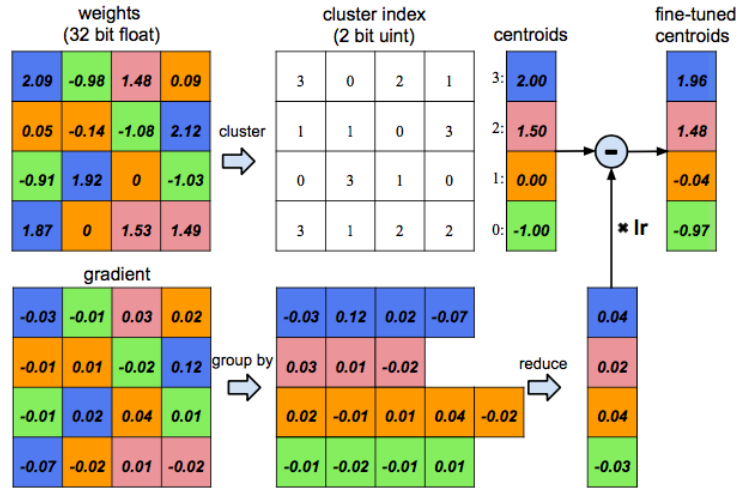 weights
(32 bit float)
cluster index
(2 bit uint)
centroids
fine-tuned
centroids
2.09 -0.98 1.48 0.09
3 0 2 1
3: 2.00
1.96
0.05 -0.14 -1.08 2.12
cluster
1 1 0 3
2: 1.50
1.48
-0.91 1.92 0 -1.03
0 3 1 0
1: 0.00
-0.04
1.87 0 1.53 1.49
3 1 2 2
0: -1.00
-0.97
× lr
gradient
-0.03 -0.01 0.03 0.02
-0.03 0.12 0.02 -0.07
0.04
-0.01 0.01 -0.02 0.12
group by
0.03 0.01 -0.02
reduce
0.02
-0.01 0.02 0.04 0.01
0.02 -0.01 0.01 0.04 -0.02
0.04
-0.07 -0.02 0.01 -0.02
-0.01 -0.02 -0.01 0.01
-0.03